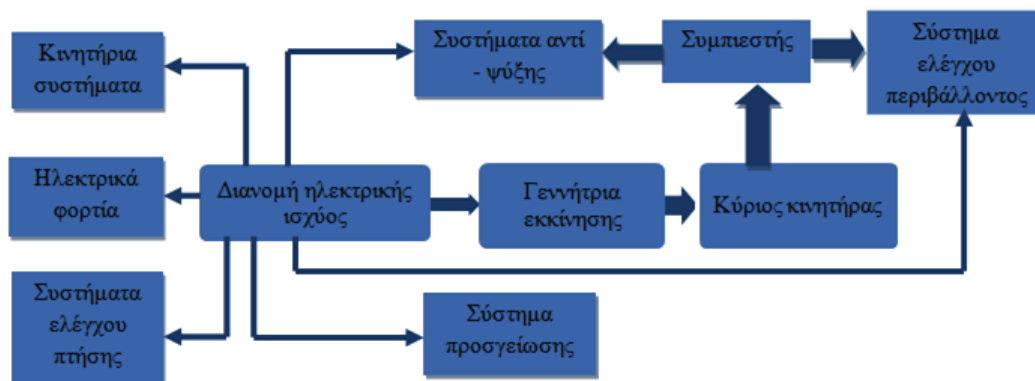 Κινητήρια
συστήματα
Συστήματα αντί
- ψύξης
Συμπιεστής
Σύστημα
ελέγχου
περιβάλλοντος
Ηλεκτρικά
φορτία
Διανομή ηλεκτρικής
ισχύος
Γεννήτρια
εκκίνησης
Κύριος κινητήρας
Συστήματα
ελέγχου
πτήσης
Σύστημα
προσγείωσης